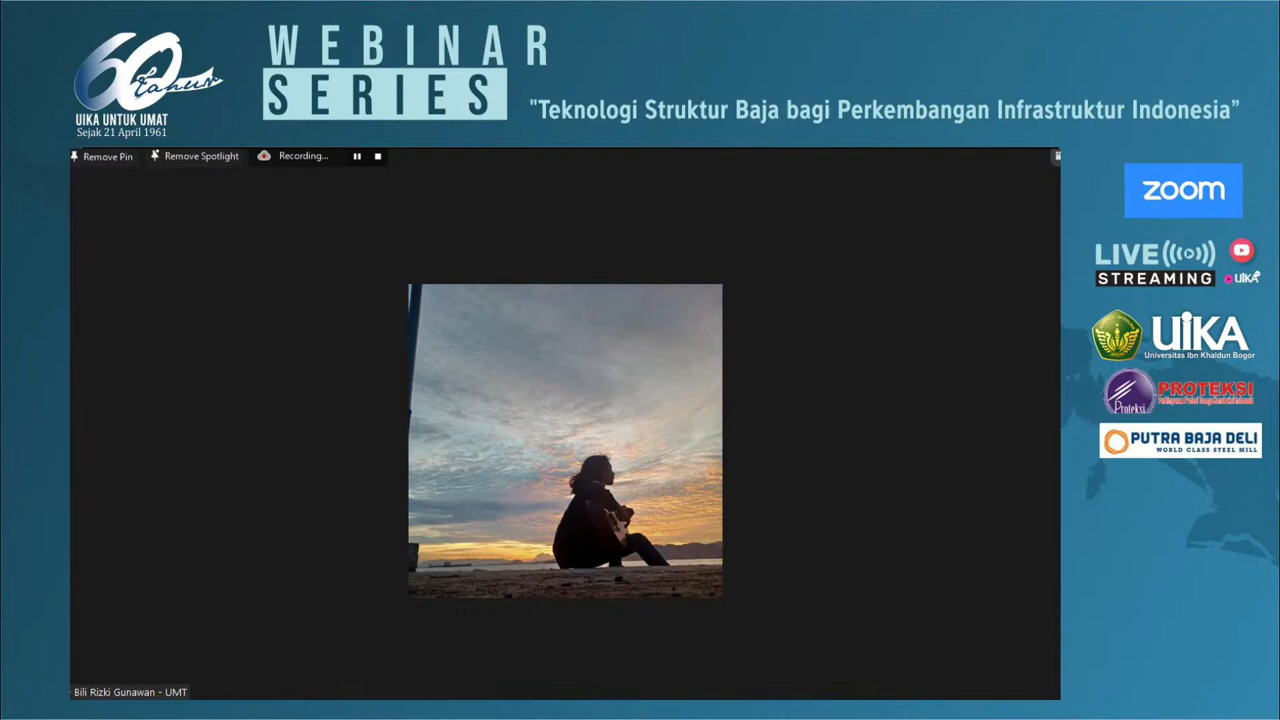 60
Tahun
UIKA UNTUK UMAT
Sejak 21 April 1961
WEBINAR
SERIES
"Teknologi Struktur Baja bagi Perkembangan Infrastruktur Indonesia”
Remove Pin
Remove Spotlight
Recording...
zoom
LIVE
STREAMING
UIKA
UIKA
Universitas Ibn Khaldun Bogor
Proteksi
PROTEKSI
PUTRA BAJA DELI
WORLD CLASS STEEL MILL
Bili Rizki Gunawan - UMT